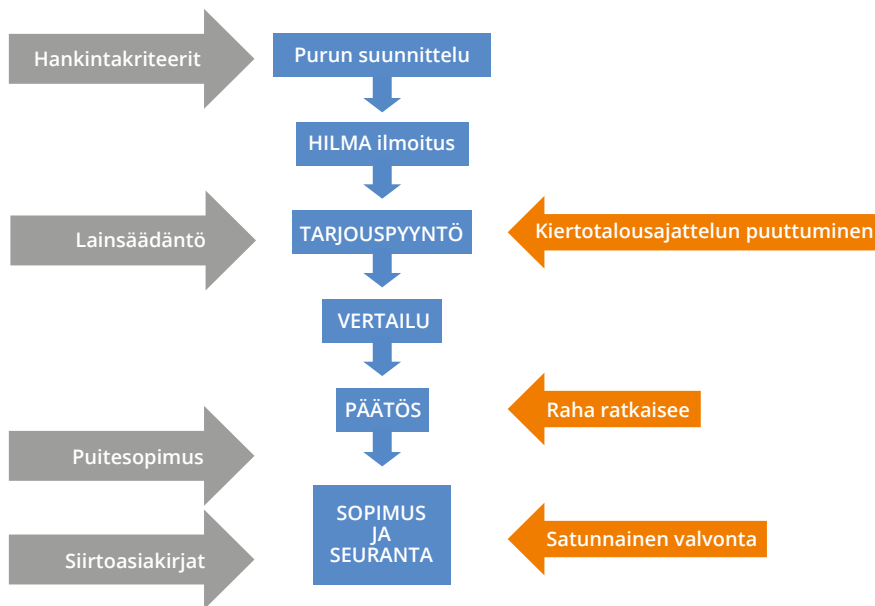 Hankintakriteerit
Purun suunnittelu
HILMA ilmoitus
Lainsäädäntö
TARJOUSPYYNTÖ
Kiertotalousajattelun puuttuminen
VERTAILU
PÄÄTÖS
Raha ratkaisee
Puitesopimus
SOPIMUS
JA
SEURANTA
Satunnainen valvonta
Siirtoasiakirjat